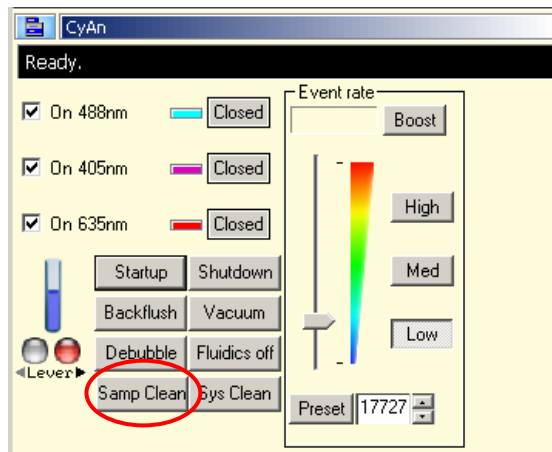 CyAn
Ready.
On 488nm Closed
On 405nm Closed
On 635nm Closed
Event rate
Boost
High
Med
Low
Preset 17727
Startup Shutdown
Backflush Vacuum
Debubble Fluidics off
Lever
Samp Clean Sys Clean